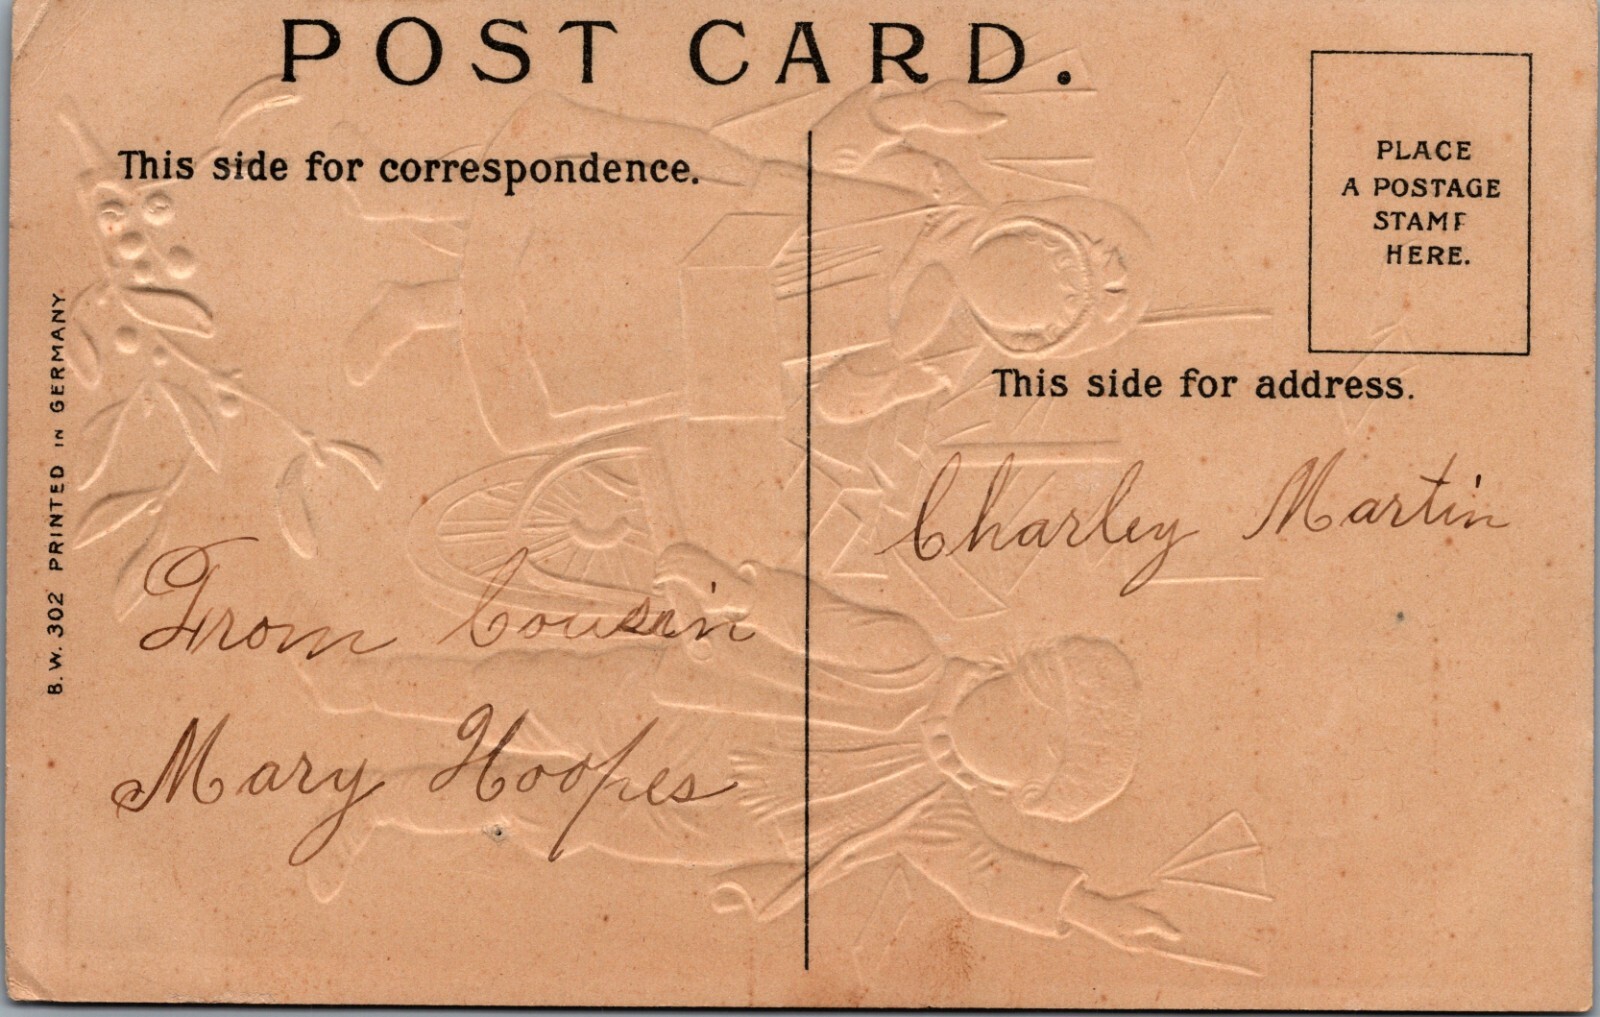 POST CARD.
This side for correspondence.
PLACE
A POSTAGE
STAMP
HERE.
This side for address.
Charley Martin
From Cousin
Mary Hoopes
B.W. 302 PRINTED IN GERMANY